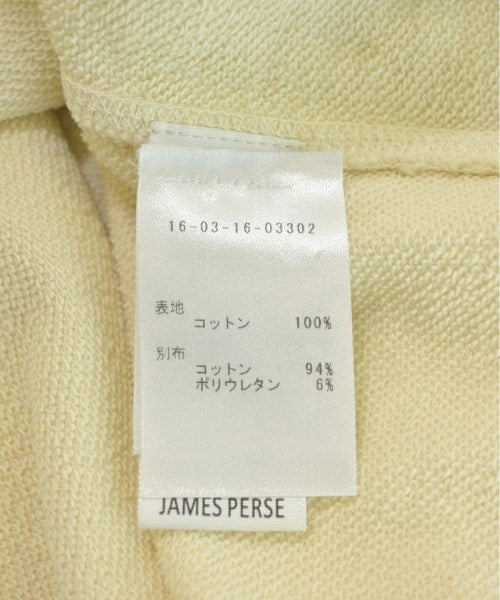 16-03-16-03302
表地
コットン 100%
別布
コットン 94%
ポリウレタン 6%
JAMES PERSE